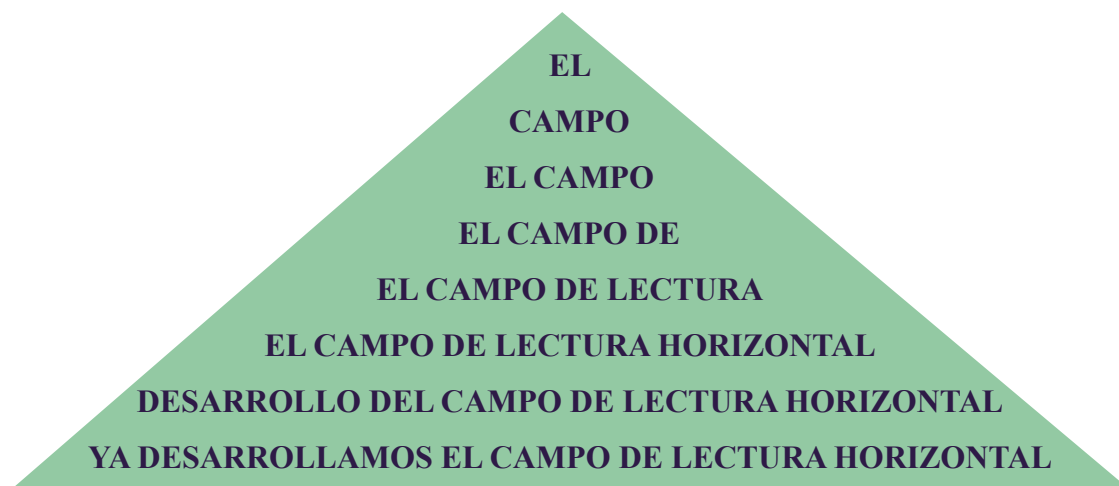 EL
CAMPO
EL CAMPO
EL CAMPO DE
EL CAMPO DE LECTURA
EL CAMPO DE LECTURA HORIZONTAL
DESARROLLO DEL CAMPO DE LECTURA HORIZONTAL
YA DESARROLLAMOS EL CAMPO DE LECTURA HORIZONTAL